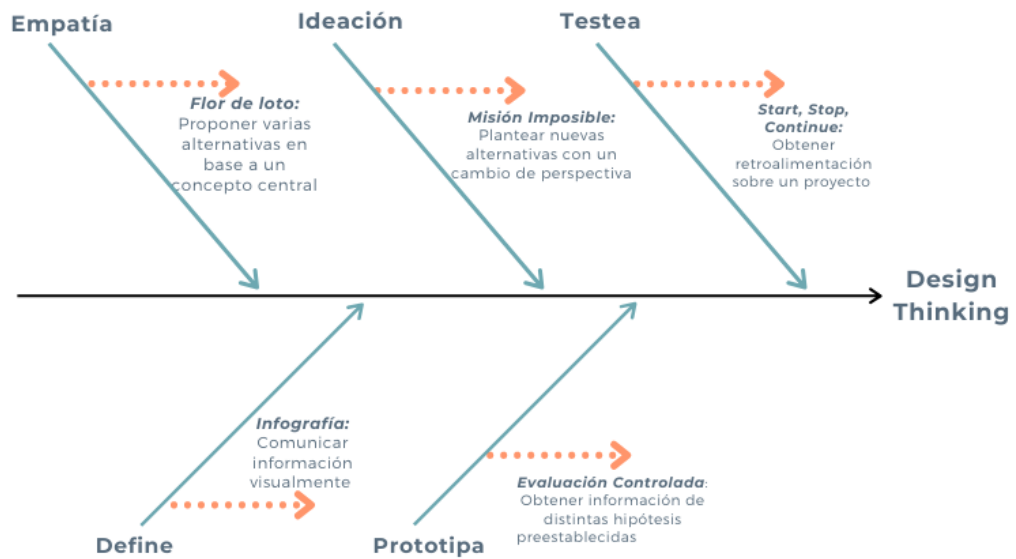 Empatía
Ideación
Testea
Flor de loto:
Proponer varias
alternativas en
base a un
concepto central
Misión Imposible:
Plantear nuevas
alternativas con un
cambio de perspectiva
Start, Stop,
Continue:
Obtener
retroalimentación
sobre un proyecto
Design
Thinking
Infografía:
Comunicar
información
visualmente
Evaluación Controlada:
Obtener información de
distintas hipótesis
preestablecidas
Define
Prototipa